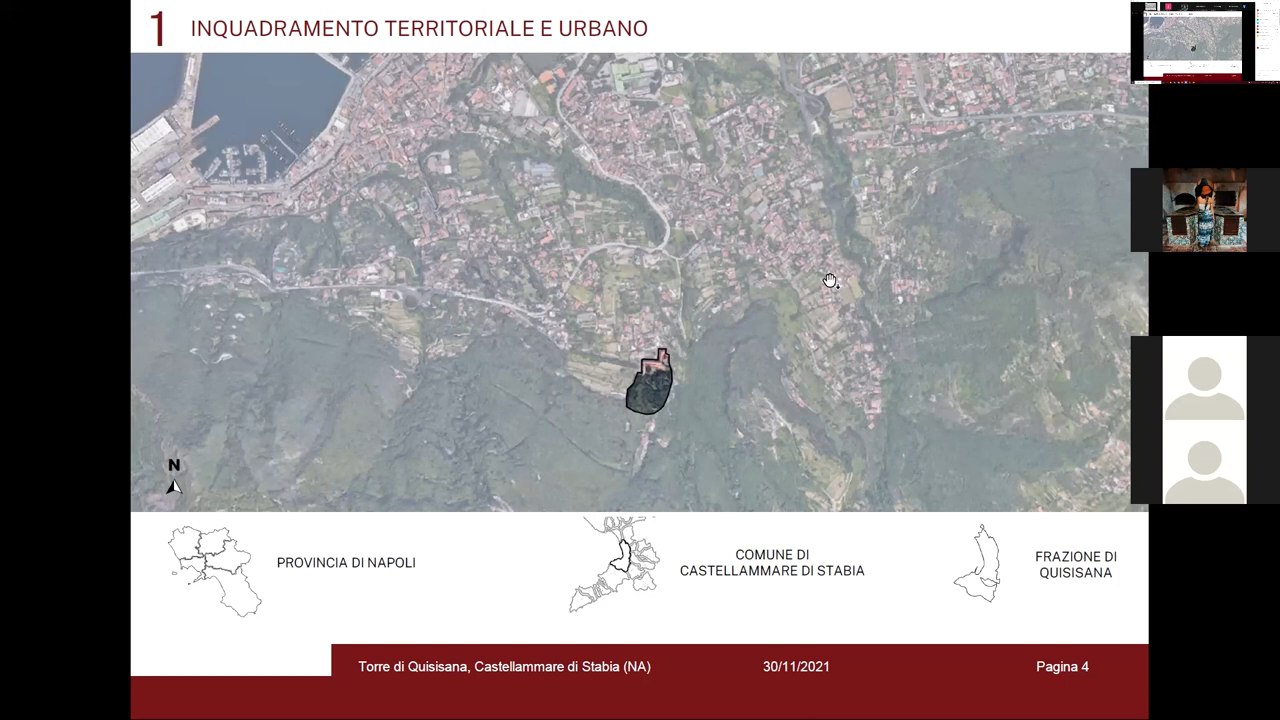 1 INQUADRAMENTO TERRITORIALE E URBANO
N
PROVINCIA DI NAPOLI
COMUNE DI
CASTELLAMMARE DI STABIA
FRAZIONE DI
QUISISANA
Torre di Quisisana, Castellammare di Stabia (NA) 30/11/2021 Pagina 4